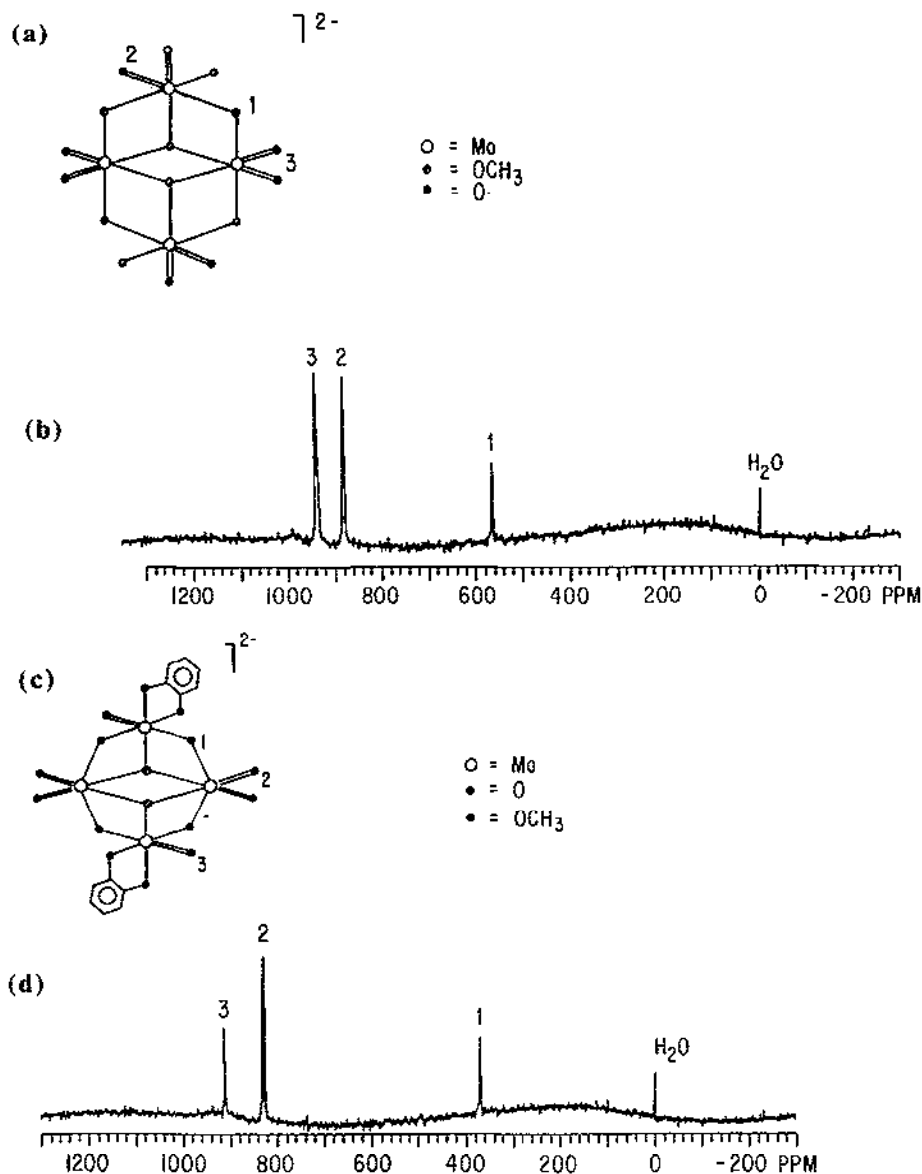 (a)
]2-
2
1
3
○ = Mo
= OCH3
● = O·
(b)
3
2
1
H2O
1200 1000 800 600 400 200 0 -200 PPM
(c)
]2-
1
2
3
○ = Mo
● = O
● = OCH3
(d)
3
2
1
H2O
1200 1000 800 600 400 200 0 -200 PPM